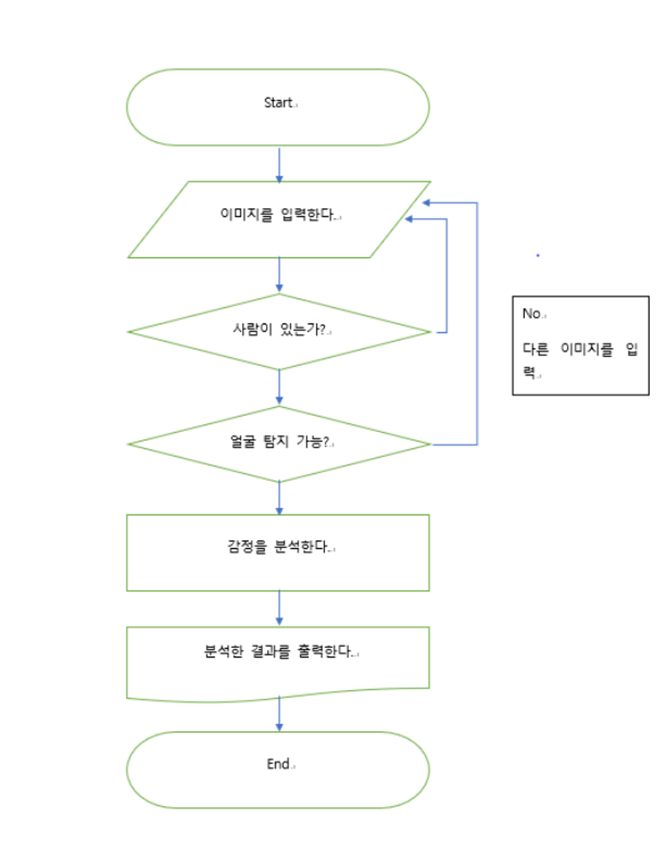 Start
이미지를 입력한다.
사람이 있는가?
No.
다른 이미지를 입
력.
얼굴 탐지 가능?
감정을 분석한다.
분석한 결과를 출력한다.
End